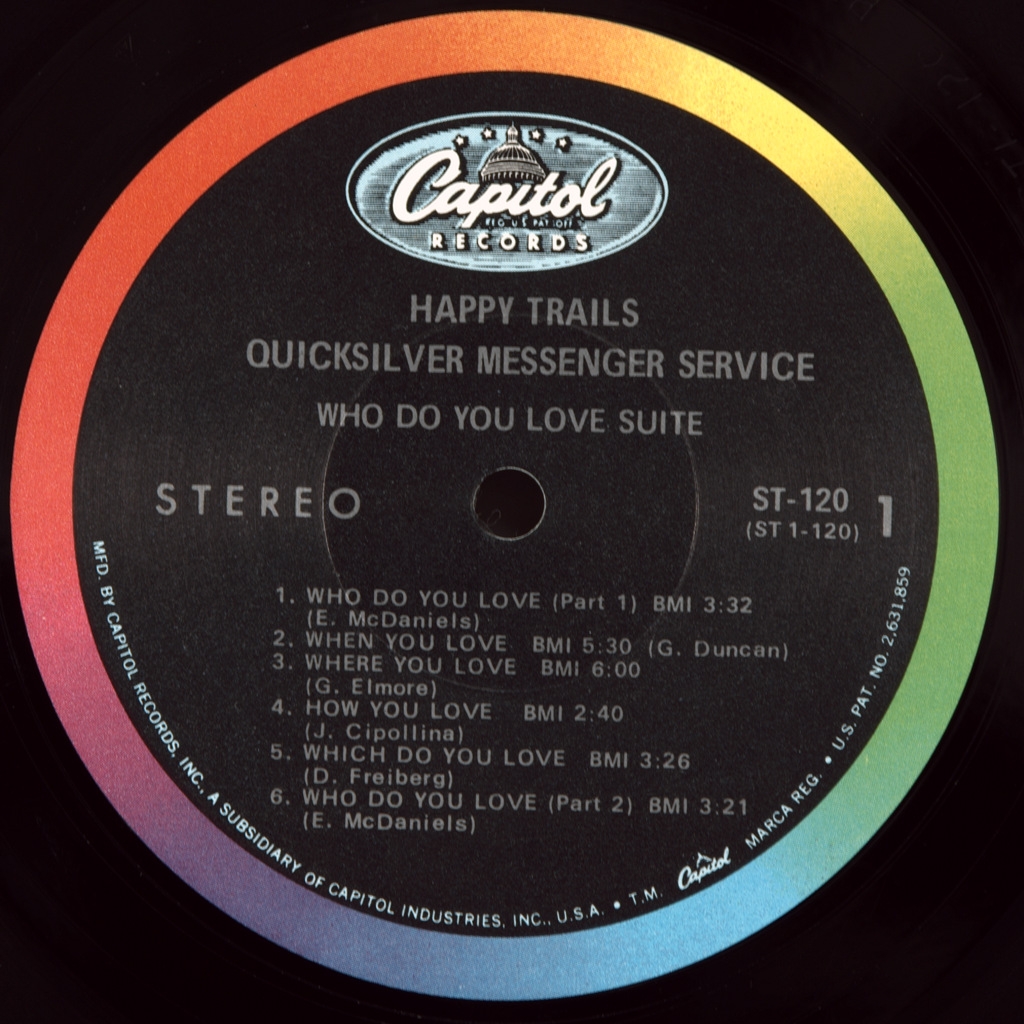 Capitol
REG. U.S. PAT. OFF.
RECORDS
HAPPY TRAILS
QUICKSILVER MESSENGER SERVICE
WHO DO YOU LOVE SUITE
STEREO
ST-120
(ST 1-120)
1
1. WHO DO YOU LOVE (Part 1) BMI 3:32
(E. McDaniels)
2. WHEN YOU LOVE BMI 5:30 (G. Duncan)
3. WHERE YOU LOVE BMI 6:00
(G. Elmore)
4. HOW YOU LOVE BMI 2:40
(J. Cipollina)
5. WHICH DO YOU LOVE BMI 3:26
(D. Freiberg)
6. WHO DO YOU LOVE (Part 2) BMI 3:21
(E. McDaniels)
MFD. BY CAPITOL RECORDS, INC., A SUBSIDIARY OF CAPITOL INDUSTRIES, INC., U.S.A. • T.M. Capitol MARCA REG. • U.S. PAT. NO. 2,631,859